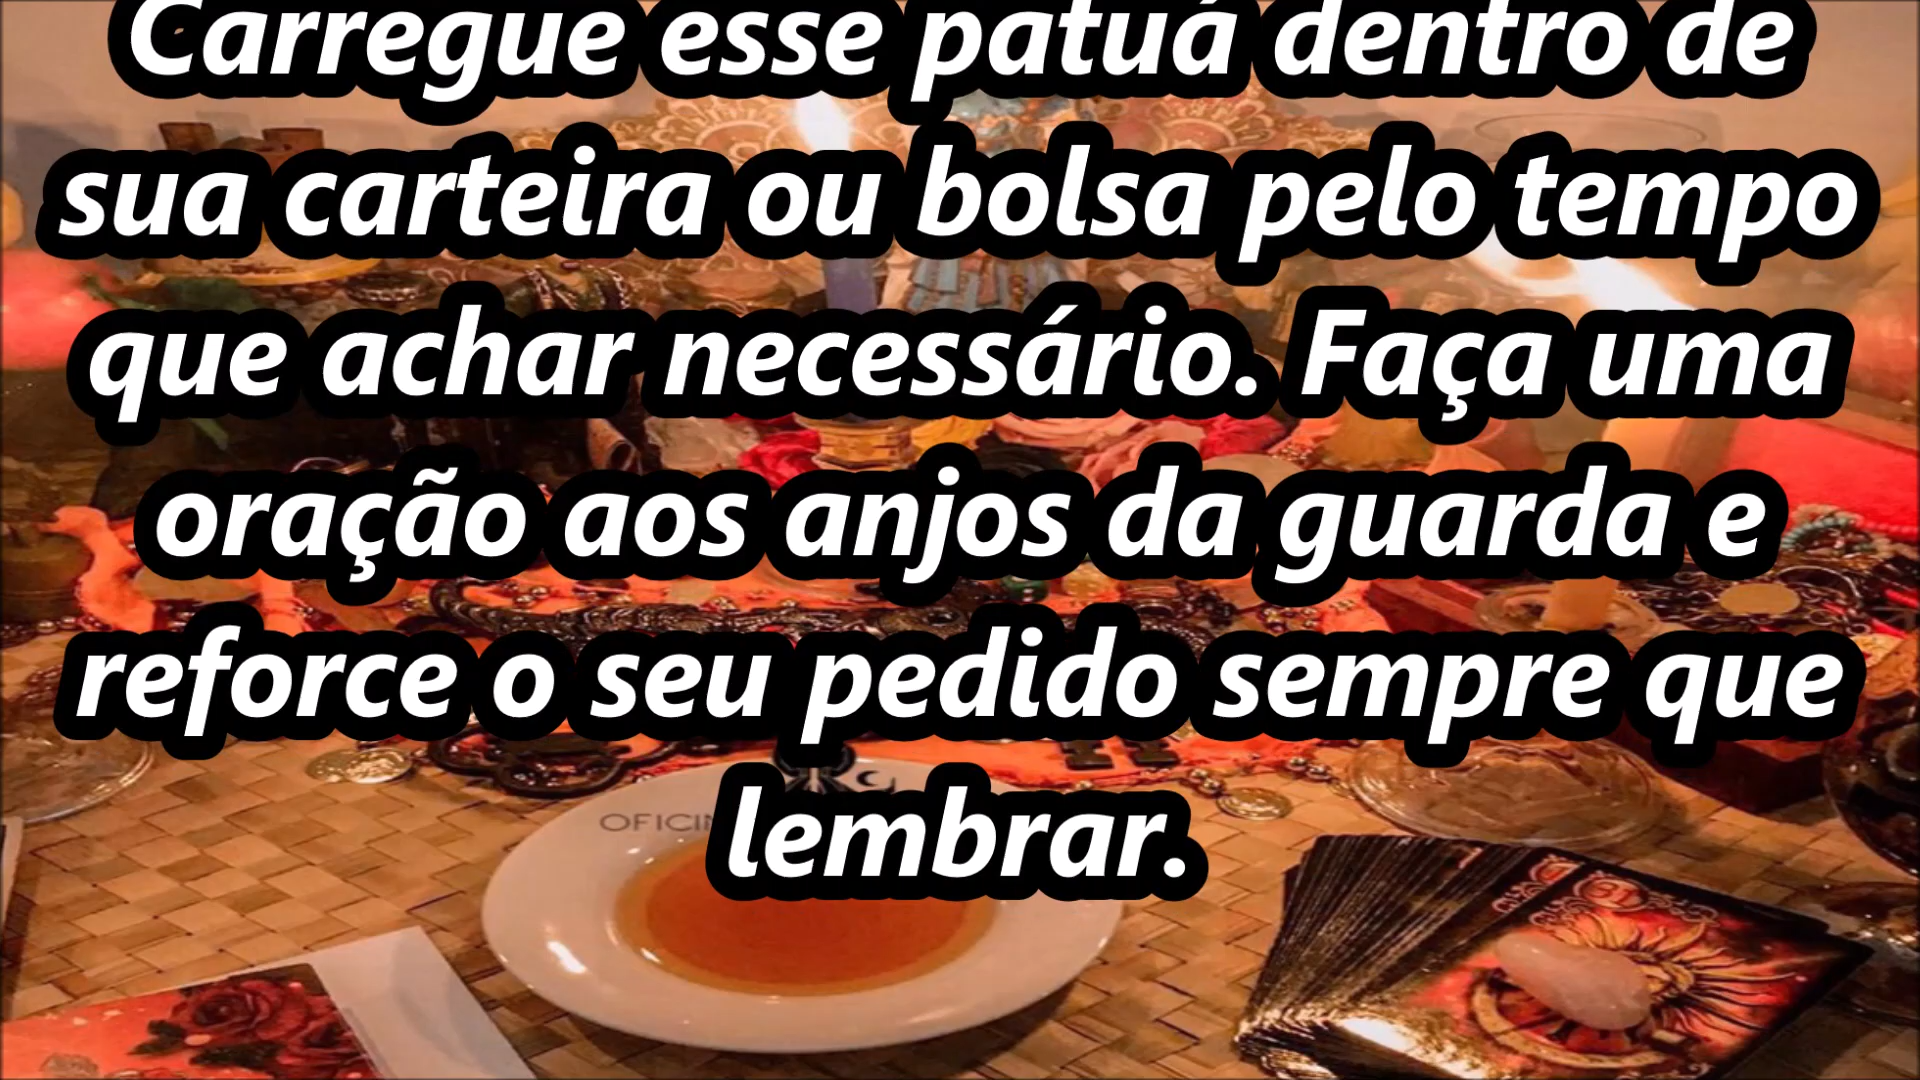 Carregue esse patuá dentro de
sua carteira ou bolsa pelo tempo
que achar necessário. Faça uma
oração aos anjos da guarda e
reforce o seu pedido sempre que
lembrar.